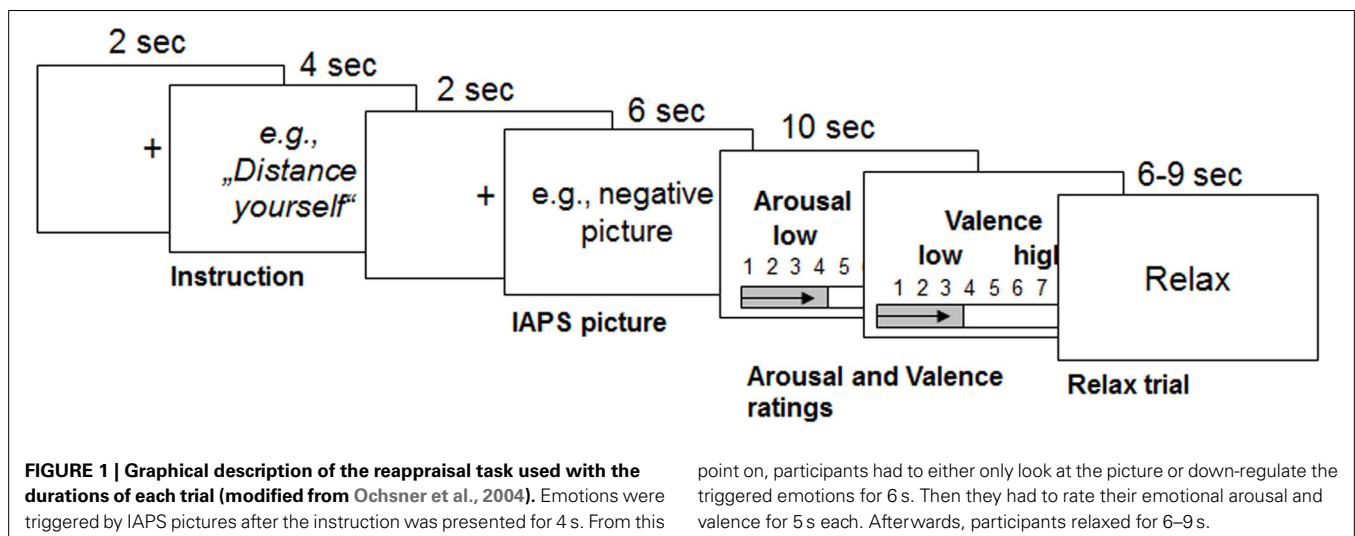 2 sec
+
4 sec
e.g.,
„Distance
yourself“
Instruction
2 sec
+
6 sec
e.g., negative
picture
IAPS picture
10 sec
Arousal
low
1 2 3 4 5
Valence
low high
1 2 3 4 5 6 7
Arousal and Valence
ratings
6-9 sec
Relax
Relax trial
FIGURE 1 | Graphical description of the reappraisal task used with the
durations of each trial (modified from Ochsner et al., 2004). Emotions were
triggered by IAPS pictures after the instruction was presented for 4 s. From this
point on, participants had to either only look at the picture or down-regulate the
triggered emotions for 6 s. Then they had to rate their emotional arousal and
valence for 5 s each. Afterwards, participants relaxed for 6–9 s.